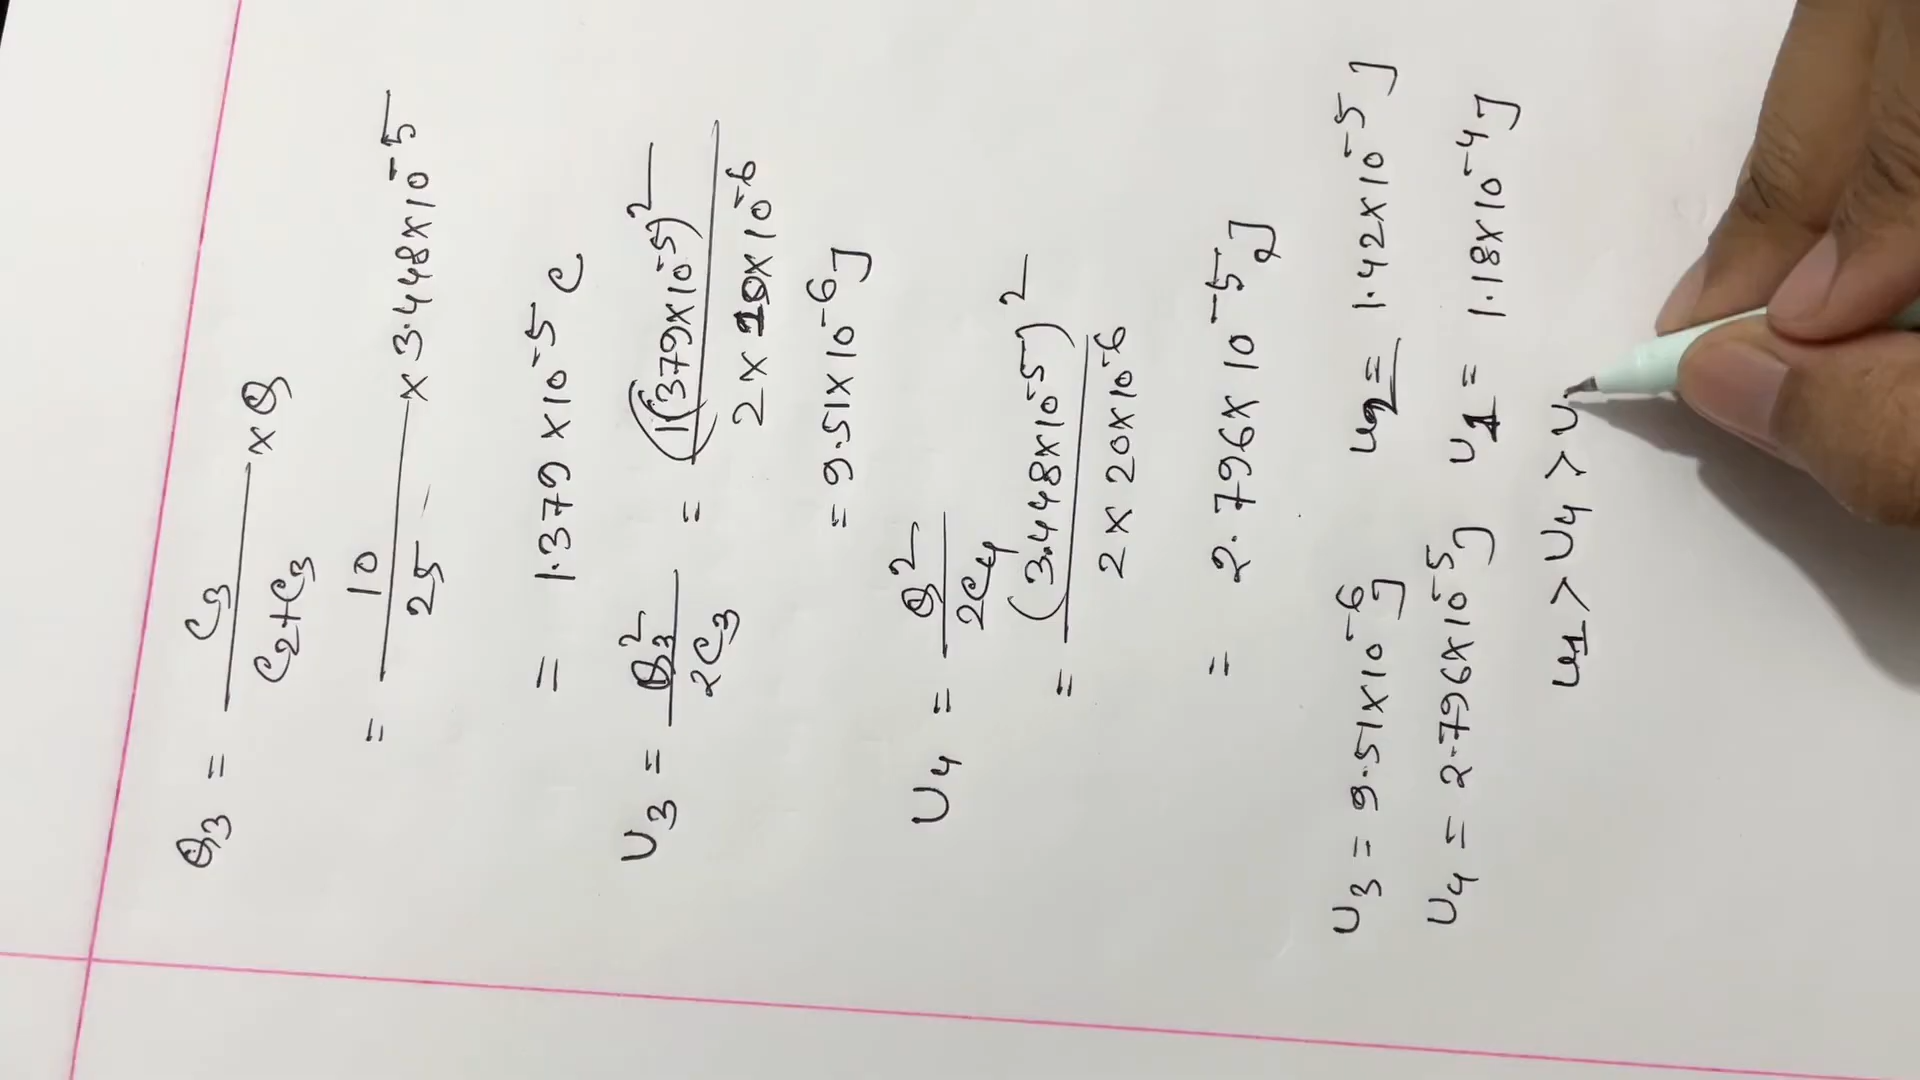 Q3 = C3 / C2+C3 × Q
= 10 / 25 × 3.448×10^-5
= 1.379 × 10^-5 C
U3 = Q3^2 / 2C3 = (1.379×10^-5)^2 / 2 × 10 × 10^-6
= 9.51 × 10^-6 J
U4 = Q^2 / 2C4
= (3.448×10^-5)^2 / 2 × 20 × 10^-6
= 2.796 × 10^-5 J
U3 = 9.51×10^-6 J U2 = 1.42×10^-5 J
U4 = 2.796×10^-5 J U1 = 1.18×10^-4 J
U1 > U4 > U